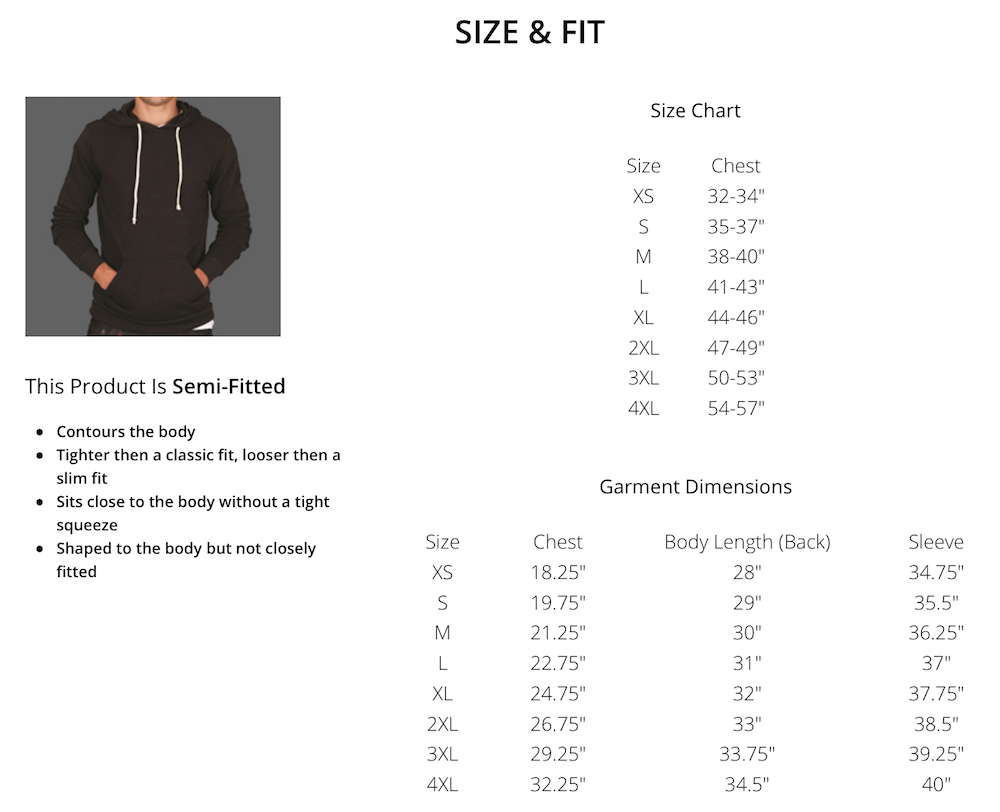 SIZE & FIT
This Product Is Semi-Fitted
Contours the body
Tighter then a classic fit, looser then a
slim fit
Sits close to the body without a tight
squeeze
Shaped to the body but not closely
fitted
Size Chart
Size Chest
XS 32-34"
S 35-37"
M 38-40"
L 41-43"
XL 44-46"
2XL 47-49"
3XL 50-53"
4XL 54-57"
Garment Dimensions
Size Chest Body Length (Back) Sleeve
XS 18.25" 28" 34.75"
S 19.75" 29" 35.5"
M 21.25" 30" 36.25"
L 22.75" 31" 37"
XL 24.75" 32" 37.75"
2XL 26.75" 33" 38.5"
3XL 29.25" 33.75" 39.25"
4XL 32.25" 34.5" 40"